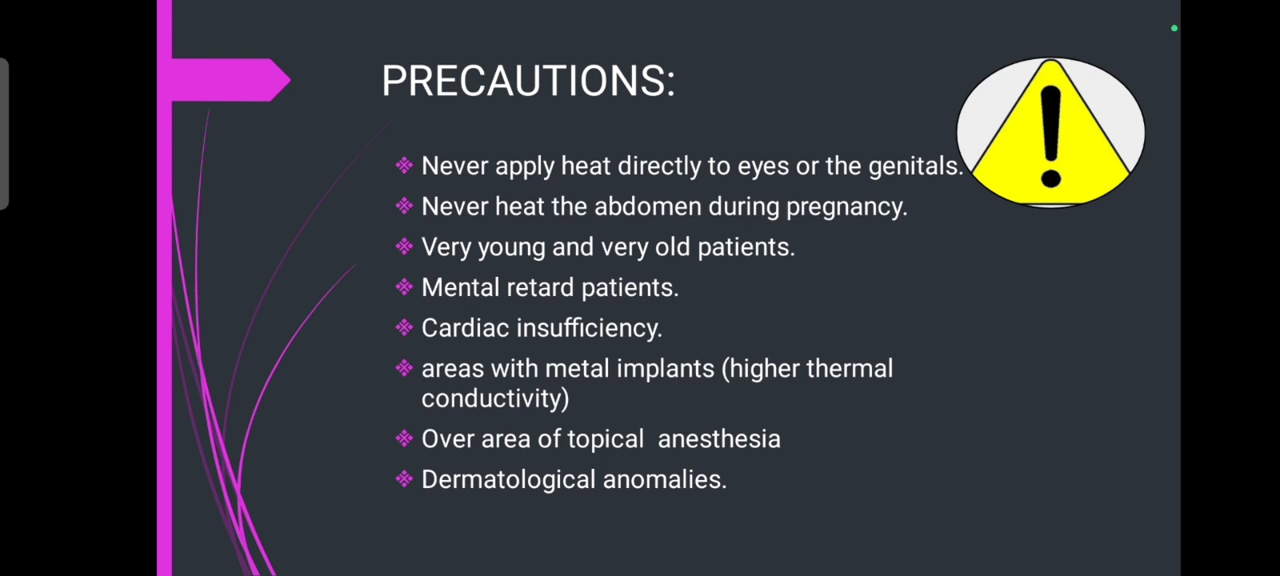 PRECAUTIONS:
Never apply heat directly to eyes or the genitals.
Never heat the abdomen during pregnancy.
Very young and very old patients.
Mental retard patients.
Cardiac insufficiency.
areas with metal implants (higher thermal
conductivity)
Over area of topical  anesthesia
Dermatological anomalies.